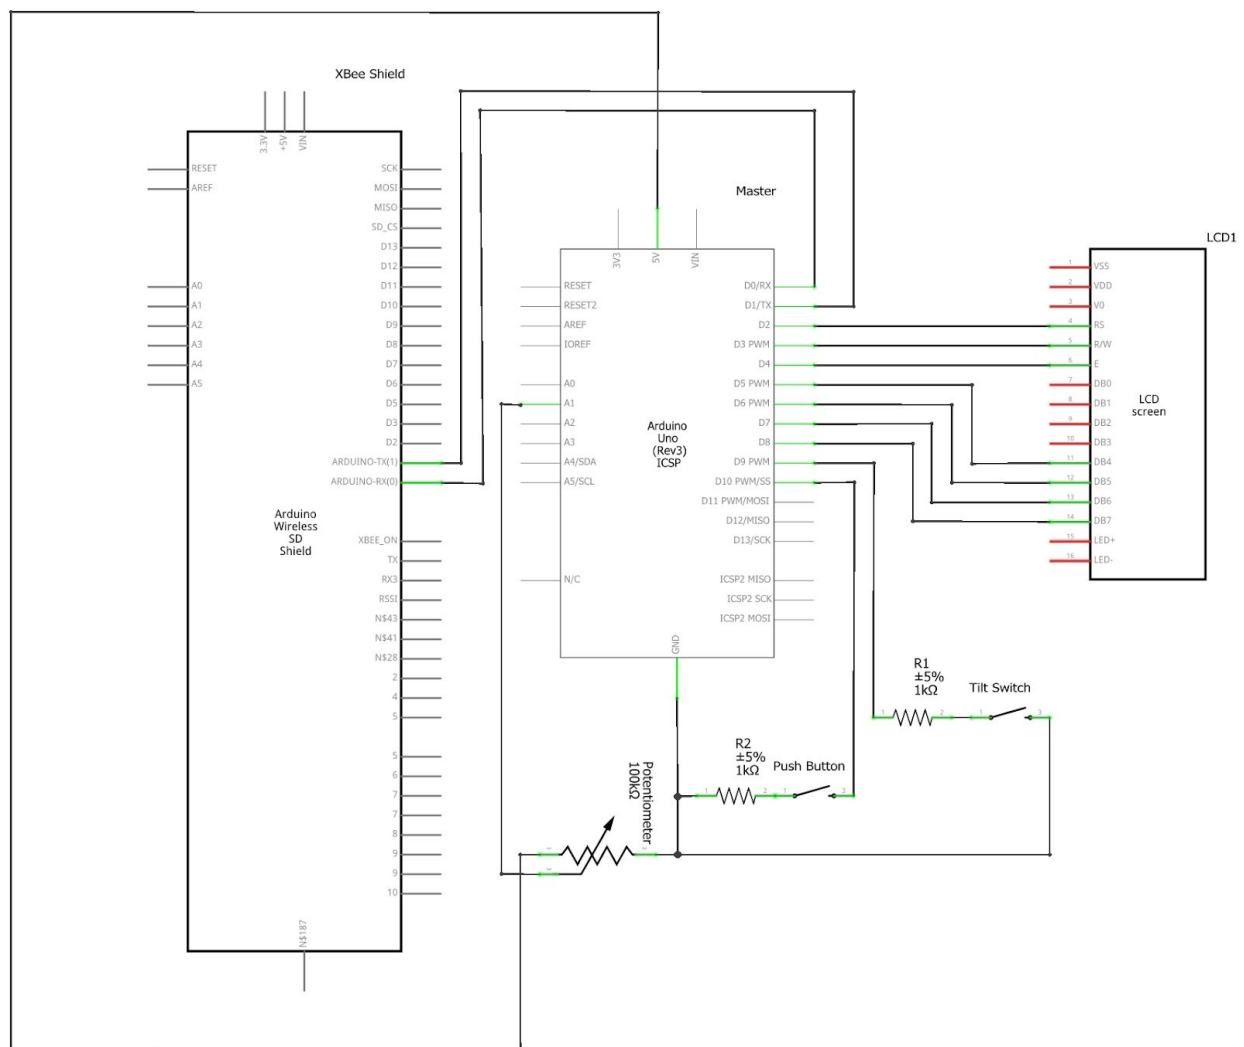 XBee Shield
3.3V
+5V
VIN
RESET
AREF
A0
A1
A2
A3
A4
A5
SCK
MOSI
MISO
SD_CS
D13
D12
D11
D10
D9
D8
D7
D6
D5
D3
D2
ARDUINO-TX(1)
ARDUINO-RX(0)
XBEE_ON
TX
RX3
RSSI
N$43
N$41
N$28
2
4
5
5
6
7
7
8
9
9
10
N$187
Arduino
Wireless
SD
Shield
Master
3V3
5V
VIN
RESET
RESET2
AREF
IOREF
A0
A1
A2
A3
A4/SDA
A5/SCL
N/C
D0/RX
D1/TX
D2
D3 PWM
D4
D5 PWM
D6 PWM
D7
D8
D9 PWM
D10 PWM/SS
D11 PWM/MOSI
D12/MISO
D13/SCK
ICSP2 MISO
ICSP2 SCK
ICSP2 MOSI
GND
Arduino
Uno
(Rev3)
ICSP
LCD1
1 VSS
2 VDD
3 V0
4 RS
5 R/W
6 E
7 DB0
8 DB1
9 DB2
10 DB3
11 DB4
12 DB5
13 DB6
14 DB7
15 LED+
16 LED-
LCD
screen
R1
±5%
1kΩ
1
2
Tilt Switch
1
3
R2
±5%
1kΩ
1
2
Push Button
1
3
Potentiometer
100kΩ